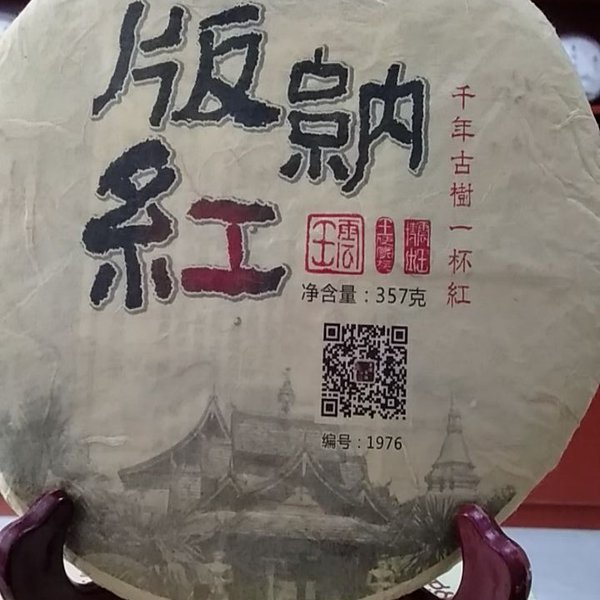 版納
紅
千年古樹一杯紅
净含量：357克
编号：1976